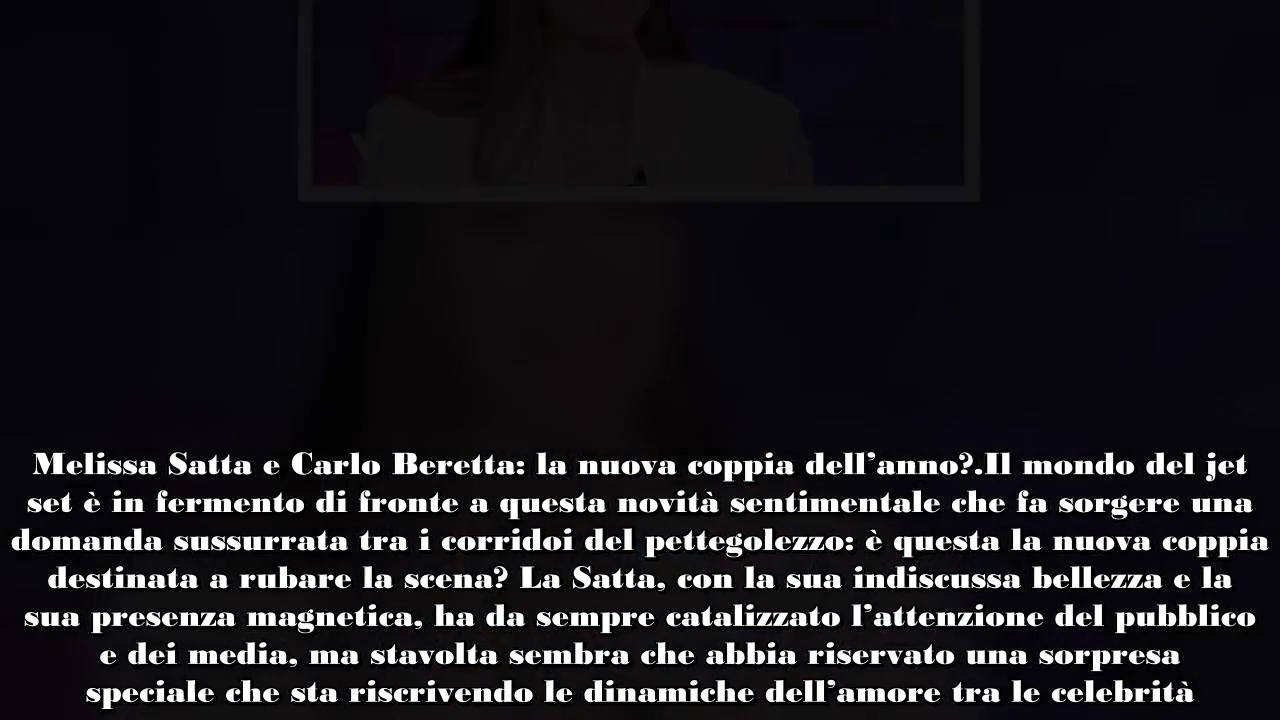 Melissa Satta e Carlo Beretta: la nuova coppia dell’anno?.Il mondo del jet
set è in fermento di fronte a questa novità sentimentale che fa sorgere una
domanda sussurrata tra i corridoi del pettegolezzo: è questa la nuova coppia
destinata a rubare la scena? La Satta, con la sua indiscussa bellezza e la
sua presenza magnetica, ha da sempre catalizzato l’attenzione del pubblico
e dei media, ma stavolta sembra che abbia riservato una sorpresa
speciale che sta riscrivendo le dinamiche dell’amore tra le celebrità